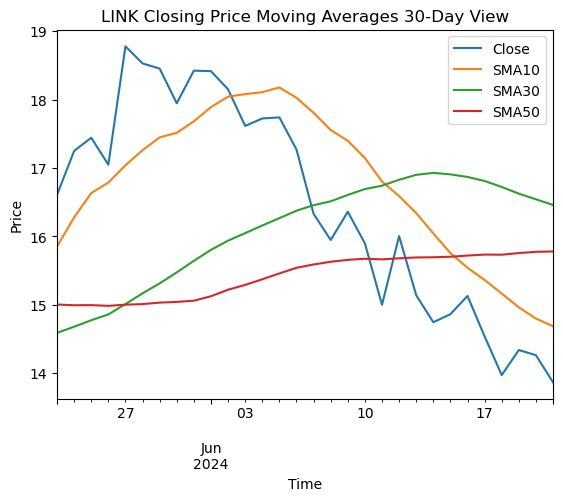 LINK Closing Price Moving Averages 30-Day View
19
18
17
16
15
14
Price
Close
SMA10
SMA30
SMA50
27
03
10
17
Jun
2024
Time